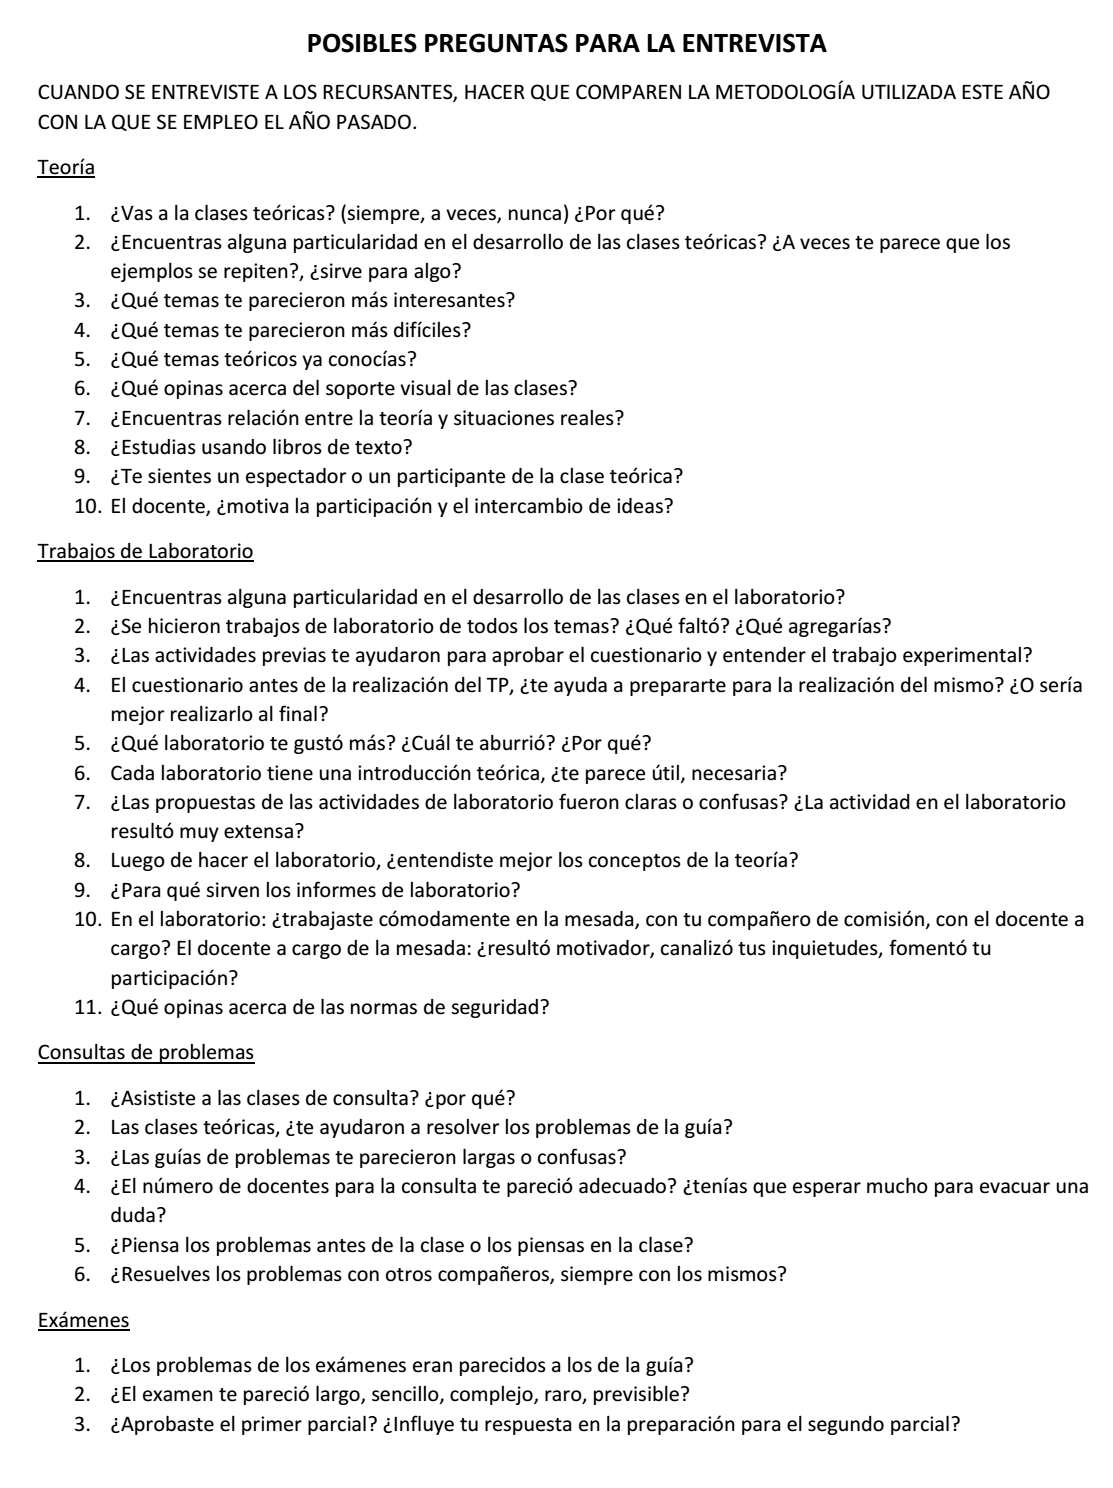 POSIBLES PREGUNTAS PARA LA ENTREVISTA
CUANDO SE ENTREVISTE A LOS RECURSANTES, HACER QUE COMPAREN LA METODOLOGÍA UTILIZADA ESTE AÑO
CON LA QUE SE EMPLEO EL AÑO PASADO.
Teoría
1. ¿Vas a la clases teóricas? (siempre, a veces, nunca) ¿Por qué?
2. ¿Encuentras alguna particularidad en el desarrollo de las clases teóricas? ¿A veces te parece que los
ejemplos se repiten?, ¿sirve para algo?
3. ¿Qué temas te parecieron más interesantes?
4. ¿Qué temas te parecieron más difíciles?
5. ¿Qué temas teóricos ya conocías?
6. ¿Qué opinas acerca del soporte visual de las clases?
7. ¿Encuentras relación entre la teoría y situaciones reales?
8. ¿Estudias usando libros de texto?
9. ¿Te sientes un espectador o un participante de la clase teórica?
10. El docente, ¿motiva la participación y el intercambio de ideas?
Trabajos de Laboratorio
1. ¿Encuentras alguna particularidad en el desarrollo de las clases en el laboratorio?
2. ¿Se hicieron trabajos de laboratorio de todos los temas? ¿Qué faltó? ¿Qué agregarías?
3. ¿Las actividades previas te ayudaron para aprobar el cuestionario y entender el trabajo experimental?
4. El cuestionario antes de la realización del TP, ¿te ayuda a prepararte para la realización del mismo? ¿O sería
mejor realizarlo al final?
5. ¿Qué laboratorio te gustó más? ¿Cuál te aburrió? ¿Por qué?
6. Cada laboratorio tiene una introducción teórica, ¿te parece útil, necesaria?
7. ¿Las propuestas de las actividades de laboratorio fueron claras o confusas? ¿La actividad en el laboratorio
resultó muy extensa?
8. Luego de hacer el laboratorio, ¿entendiste mejor los conceptos de la teoría?
9. ¿Para qué sirven los informes de laboratorio?
10. En el laboratorio: ¿trabajaste cómodamente en la mesada, con tu compañero de comisión, con el docente a
cargo? El docente a cargo de la mesada: ¿resultó motivador, canalizó tus inquietudes, fomentó tu
participación?
11. ¿Qué opinas acerca de las normas de seguridad?
Consultas de problemas
1. ¿Asististe a las clases de consulta? ¿por qué?
2. Las clases teóricas, ¿te ayudaron a resolver los problemas de la guía?
3. ¿Las guías de problemas te parecieron largas o confusas?
4. ¿El número de docentes para la consulta te pareció adecuado? ¿tenías que esperar mucho para evacuar una
duda?
5. ¿Piensa los problemas antes de la clase o los piensas en la clase?
6. ¿Resuelves los problemas con otros compañeros, siempre con los mismos?
Exámenes
1. ¿Los problemas de los exámenes eran parecidos a los de la guía?
2. ¿El examen te pareció largo, sencillo, complejo, raro, previsible?
3. ¿Aprobaste el primer parcial? ¿Influye tu respuesta en la preparación para el segundo parcial?